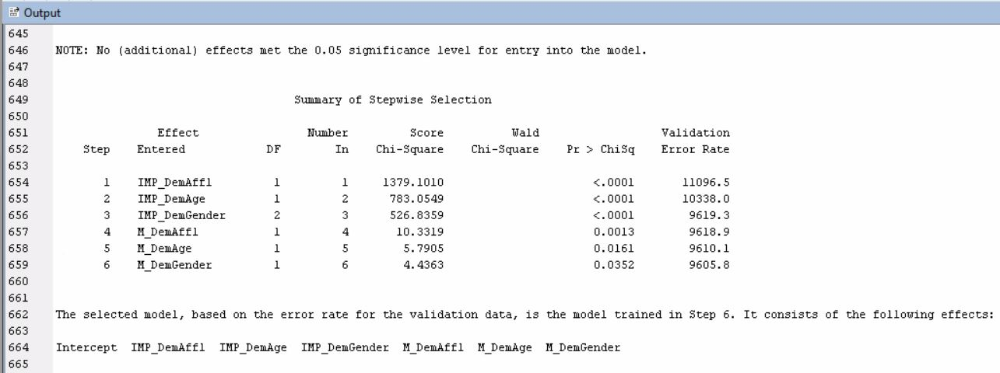 Output
645
646 NOTE: No (additional) effects met the 0.05 significance level for entry into the model.
647
648
649 Summary of Stepwise Selection
650
651 Effect Number Score Wald Validation
652 Step Entered DF In Chi-Square Chi-Square Pr > ChiSq Error Rate
653
654 1 IMP_DemAffl 1 1 1379.1010 <.0001 11096.5
655 2 IMP_DemAge 1 2 783.0549 <.0001 10338.0
656 3 IMP_DemGender 2 3 526.8359 <.0001 9619.3
657 4 M_DemAffl 1 4 10.3319 0.0013 9618.9
658 5 M_DemAge 1 5 5.7905 0.0161 9610.1
659 6 M_DemGender 1 6 4.4363 0.0352 9605.8
660
661
662 The selected model, based on the error rate for the validation data, is the model trained in Step 6. It consists of the following effects:
663
664 Intercept IMP_DemAffl IMP_DemAge IMP_DemGender M_DemAffl M_DemAge M_DemGender
665